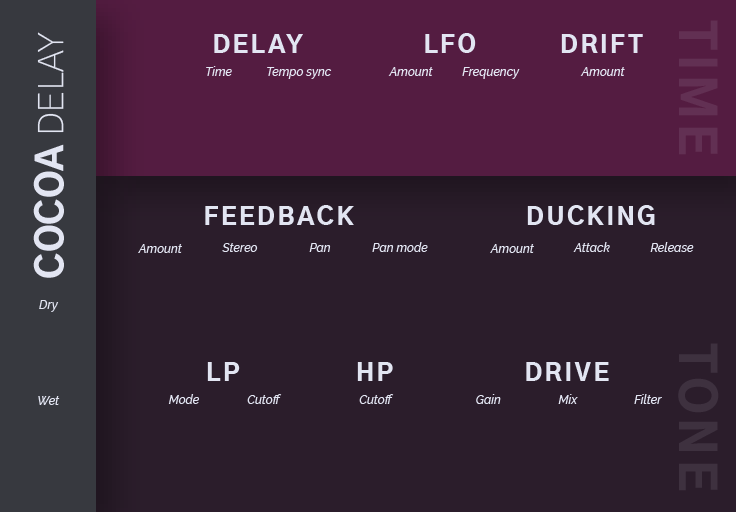 COCOA DELAY
Dry
Wet
TIME
DELAY
Time Tempo sync
LFO
Amount Frequency
DRIFT
Amount
FEEDBACK
Amount Stereo Pan Pan mode
DUCKING
Amount Attack Release
TONE
LP
Mode Cutoff
HP
Cutoff
DRIVE
Gain Mix Filter